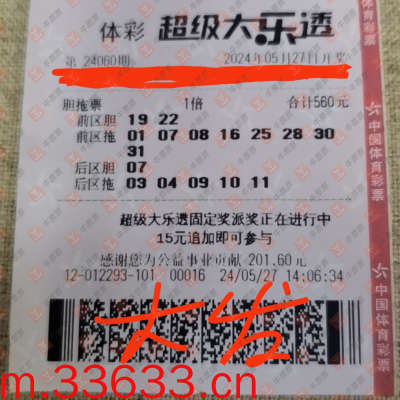 体彩 超级大乐透
第 24060期 2024年05月27日开奖
胆拖票 1倍 合计560元
前区胆 19 22
前区拖 01 07 08 16 25 28 30
31
后区胆 07
后区拖 03 04 09 10 11
超级大乐透固定奖派奖正在进行中
15元追加即可参与
感谢您为公益事业贡献 201.60元
12-012293-101 00016 24/05/27 14:06:34
大发
m.33633.cn
中国体育彩票
中国体育彩票